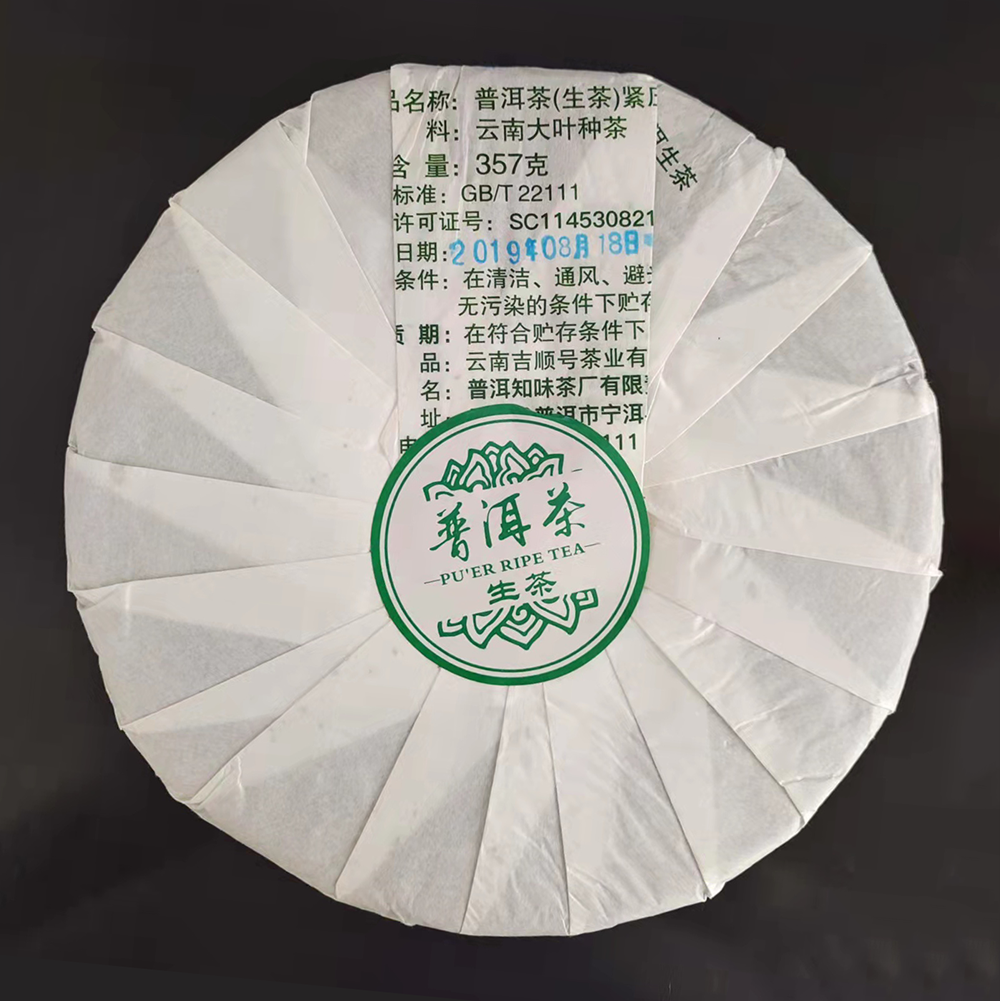 品名称：普洱茶(生茶)紧压
料：云南大叶种茶
含 量：357克
标准：GB/T 22111
许可证号：SC114530821
日期：2019年08月18日
条件：在清洁、通风、避光
无污染的条件下贮存
期：在符合贮存条件下
品：云南吉顺号茶业有
名：普洱知味茶厂有限
址：普洱市宁洱
电 111
生茶
普洱茶
PU'ER RIPE TEA
生茶